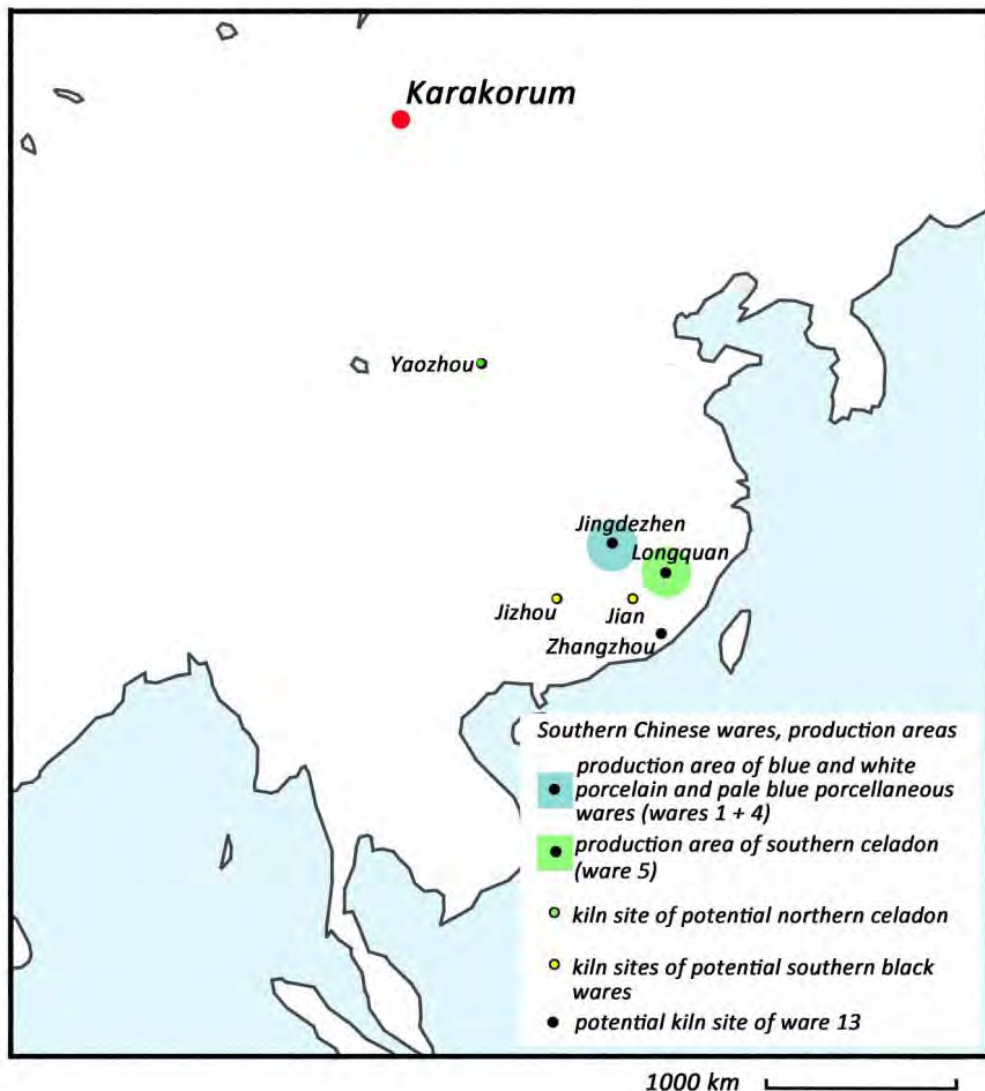 Karakorum
Yaozhou
Jingdezhen
Longquan
Jizhou
Jian
Zhangzhou
Southern Chinese wares, production areas
production area of blue and white
porcelain and pale blue porcellaneous
wares (wares 1 + 4)
production area of southern celadon
(ware 5)
kiln site of potential northern celadon
kiln sites of potential southern black
wares
potential kiln site of ware 13
1000 km